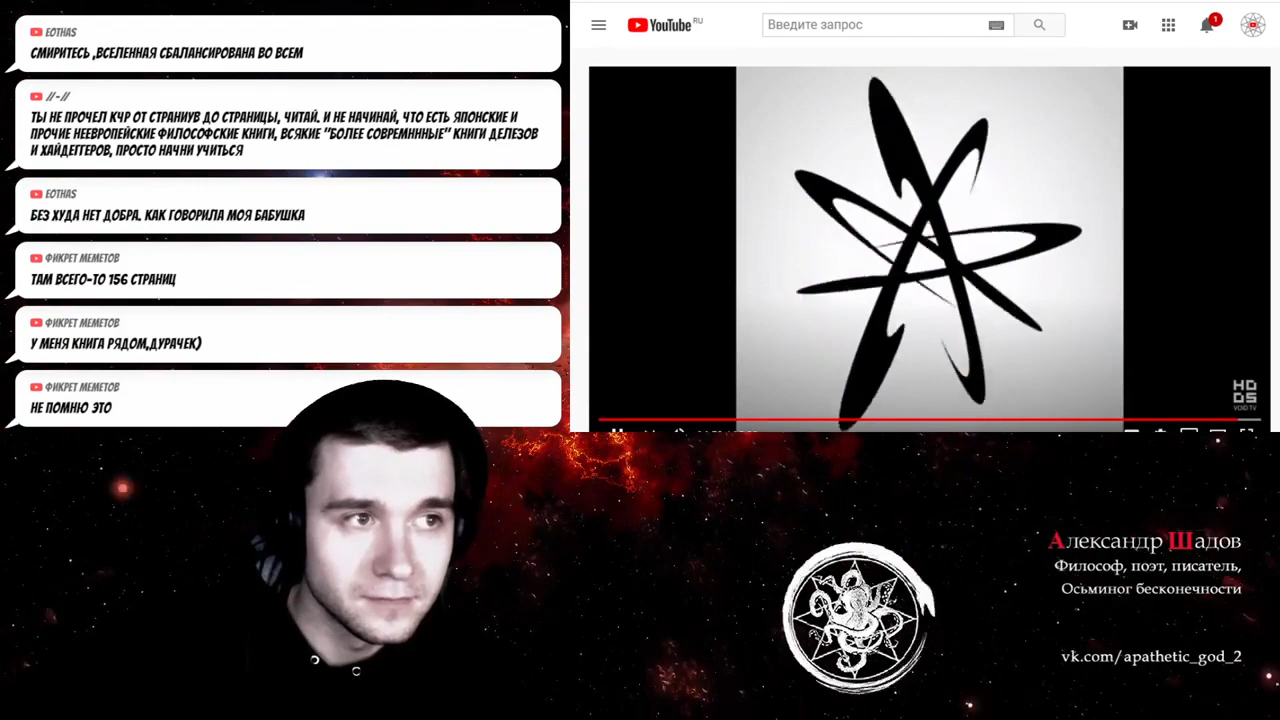 EOTHAS
СМИРИТЕСЬ ,ВСЕЛЕННАЯ СБАЛАНСИРОВАНА ВО ВСЕМ
//-//
ТЫ НЕ ПРОЧЕЛ КЧР ОТ СТРАНИУВ ДО СТРАНИЦЫ, ЧИТАЙ. И НЕ НАЧИНАЙ, ЧТО ЕСТЬ ЯПОНСКИЕ И
ПРОЧИЕ НЕЕВРОПЕЙСКИЕ ФИЛОСОФСКИЕ КНИГИ, ВСЯКИЕ "БОЛЕЕ СОВРЕМННЫЕ" КНИГИ ДЕЛЕЗОВ
И ХАЙДЕГГЕРОВ, ПРОСТО НАЧНИ УЧИТЬСЯ
EOTHAS
БЕЗ ХУДА НЕТ ДОБРА. КАК ГОВОРИЛА МОЯ БАБУШКА
ФИКРЕТ МЕМЕТОВ
ТАМ ВСЕГО-ТО 156 СТРАНИЦ
ФИКРЕТ МЕМЕТОВ
У МЕНЯ КНИГА РЯДОМ,ДУРАЧЕК)
ФИКРЕТ МЕМЕТОВ
НЕ ПОМНЮ ЭТО
YouTube RU
Введите запрос
1
HD
DS
VOID TV
Александр Шадов
Философ, поэт, писатель,
Осьминог бесконечности
vk.com/apathetic_god_2